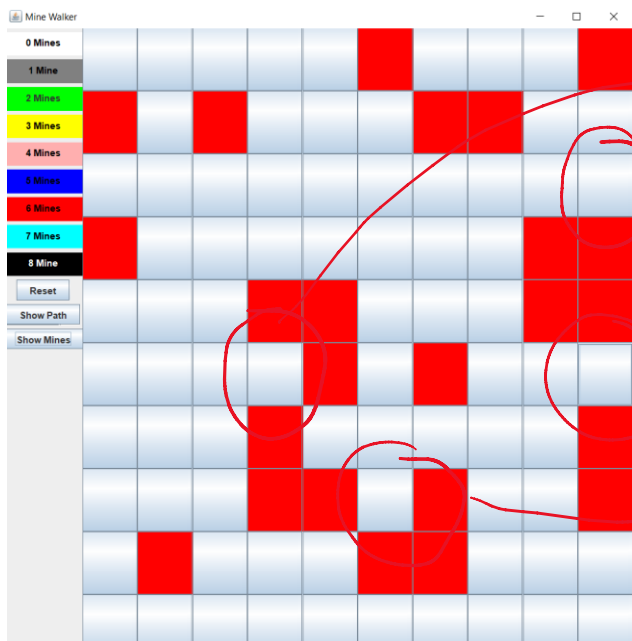 Mine Walker
0 Mines
1 Mine
2 Mines
3 Mines
4 Mines
5 Mines
6 Mines
7 Mines
8 Mine
Reset
Show Path
Show Mines